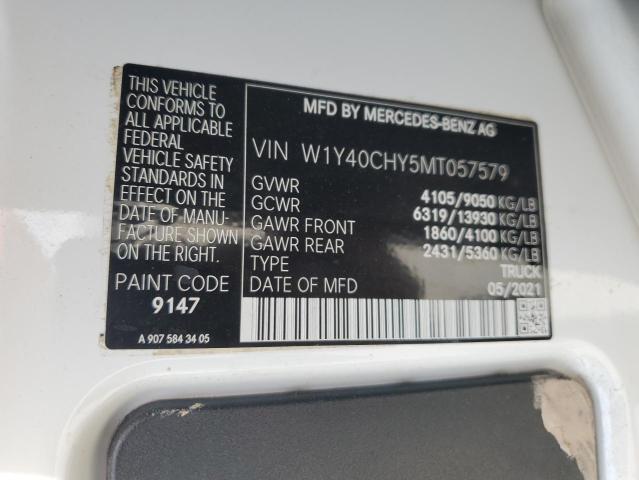 THIS VEHICLE
CONFORMS TO
ALL APPLICABLE
FEDERAL
VEHICLE SAFETY
STANDARDS IN
EFFECT ON THE
DATE OF MANU-
FACTURE SHOWN
ON THE RIGHT.
PAINT CODE
9147
A 907 584 34 05
MFD BY MERCEDES-BENZ AG
VIN W1Y40CHY5MT057579
GVWR 4105/9050 KG/LB
GCWR 6319/13930 KG/LB
GAWR FRONT 1860/4100 KG/LB
GAWR REAR 2431/5360 KG/LB
TYPE TRUCK
DATE OF MFD 05/2021